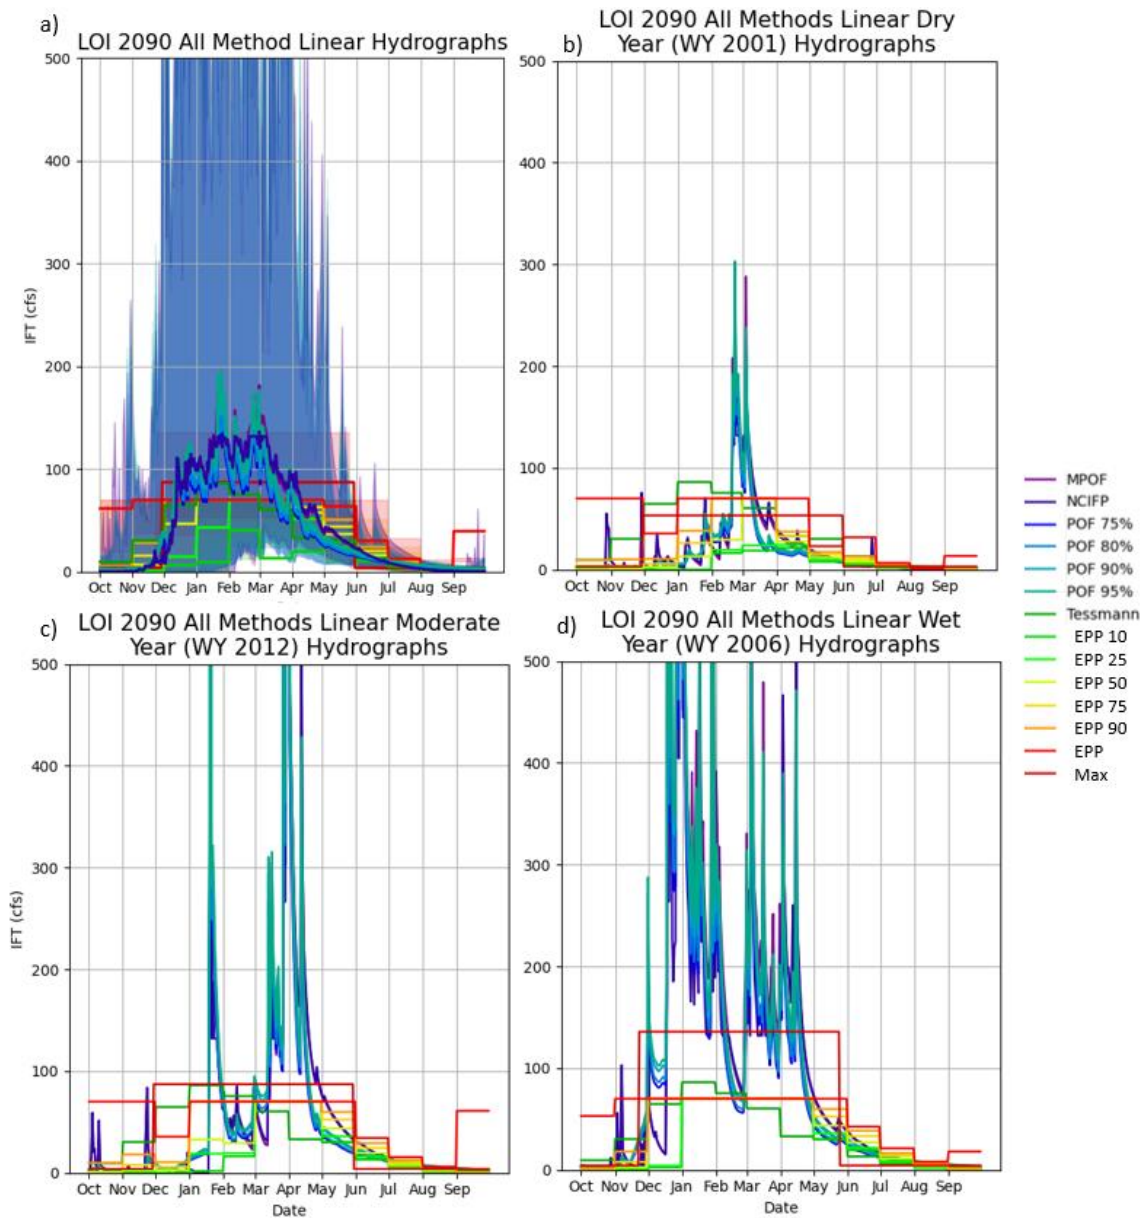 a)
LOI 2090 All Method Linear Hydrographs
500
400
300
200
100
0
IFT (cfs)
Oct Nov Dec Jan Feb Mar Apr May Jun Jul Aug Sep
b)
LOI 2090 All Methods Linear Dry
Year (WY 2001) Hydrographs
500
400
300
200
100
0
Oct Nov Dec Jan Feb Mar Apr May Jun Jul Aug Sep
c)
LOI 2090 All Methods Linear Moderate
Year (WY 2012) Hydrographs
500
400
300
200
100
0
IFT (cfs)
Oct Nov Dec Jan Feb Mar Apr May Jun Jul Aug Sep
Date
d)
LOI 2090 All Methods Linear Wet
Year (WY 2006) Hydrographs
500
400
300
200
100
0
Oct Nov Dec Jan Feb Mar Apr May Jun Jul Aug Sep
Date
MPOF
NCIFP
POF 75%
POF 80%
POF 90%
POF 95%
Tessmann
EPP 10
EPP 25
EPP 50
EPP 75
EPP 90
EPP
Max